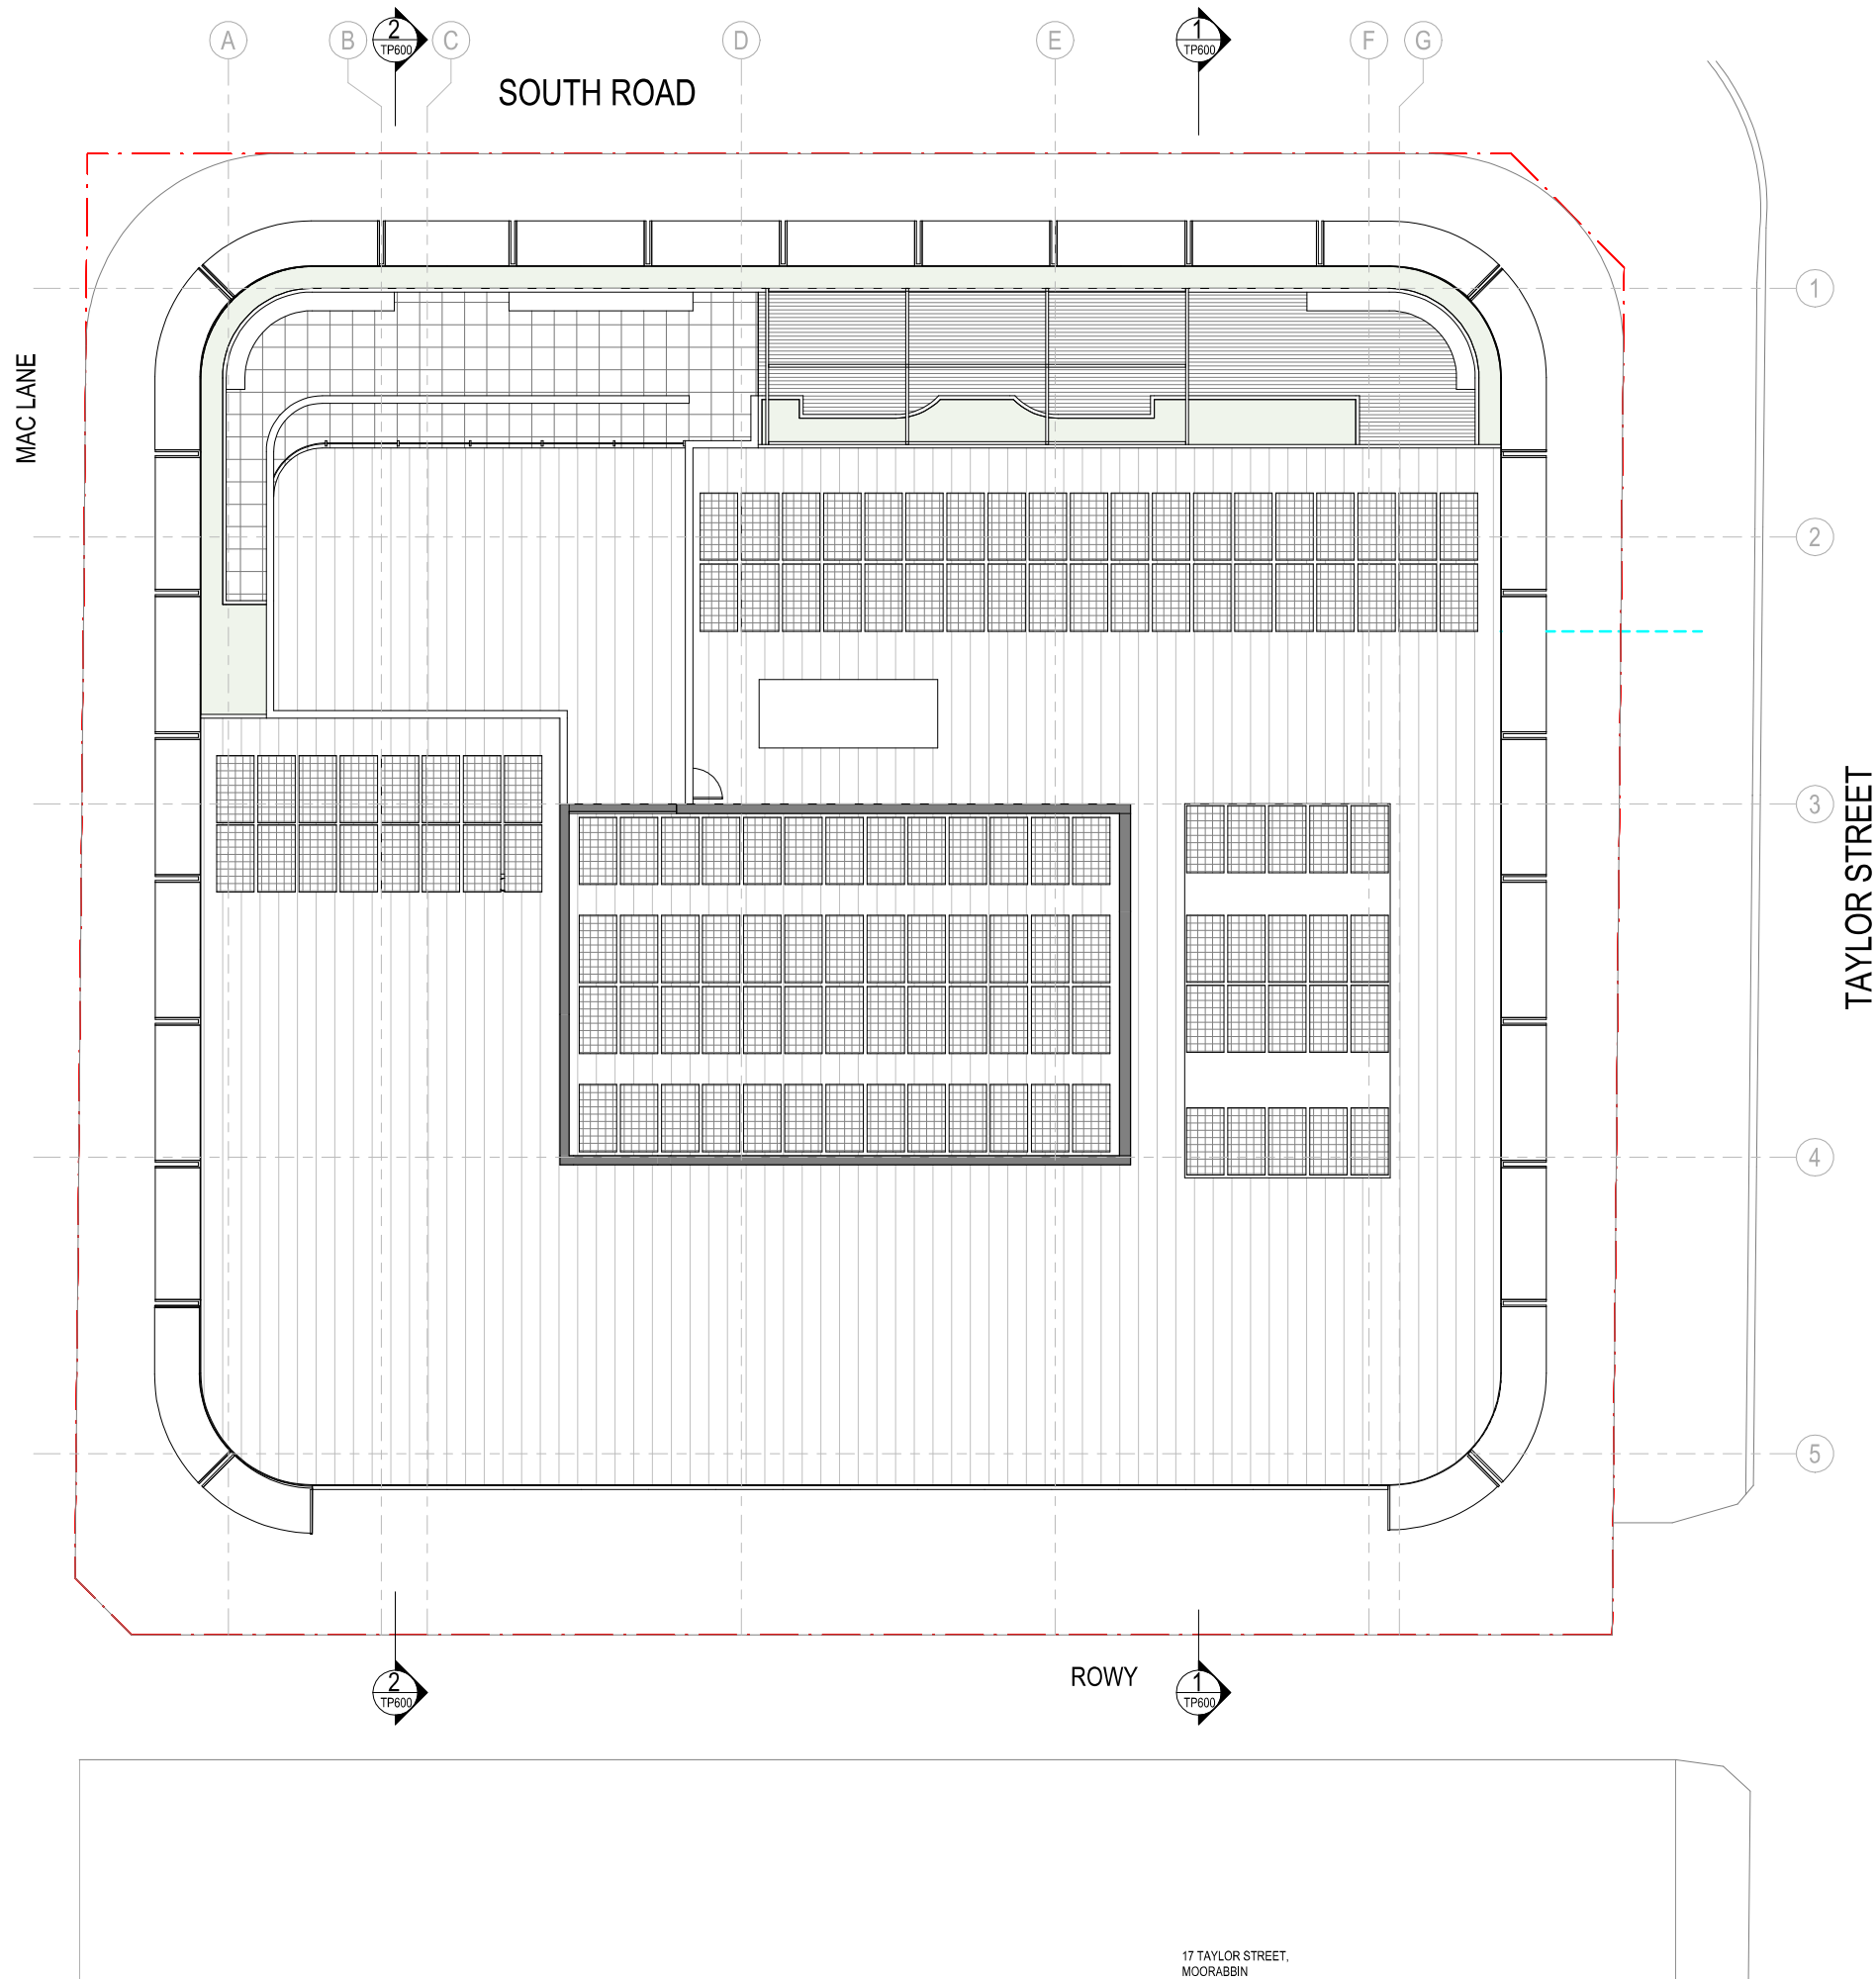 A
B
2
TP600
C
D
E
1
TP600
F
G
SOUTH ROAD
1
MAC LANE
2
3
TAYLOR STREET
4
5
ROWY
2
TP600
1
TP600
17 TAYLOR STREET,
MOORABBIN